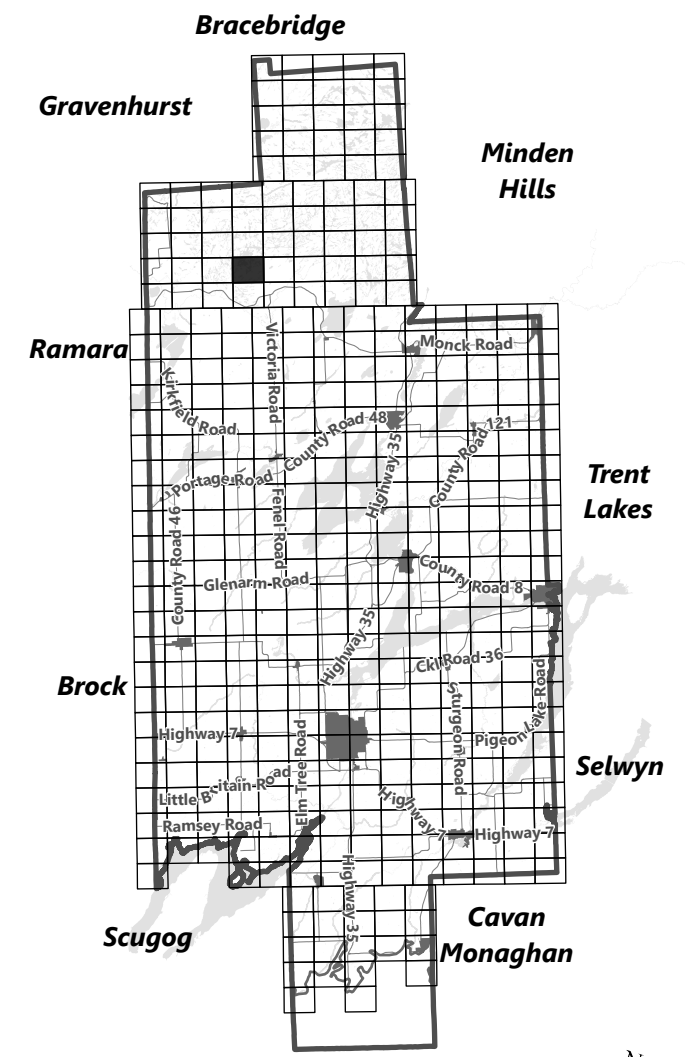 Bracebridge
Gravenhurst
Minden
Hills
Ramara
Victoria Road
Monck Road
Kirkfield Road
County Road 48
County Road 121
Highway 35
Portage Road
Trent
Lakes
Fenel Road
County Road 46
County Road 8
Glenarm Road
Highway 35
Ckl Road 36
Brock
Sturgeon Road
Pigeon Lake Road
Highway 7
Elm Tree Road
Selwyn
Little Britain Road
Highway 7
Highway 7
Ramsey Road
Highway 35
Scugog
Cavan
Monaghan
N